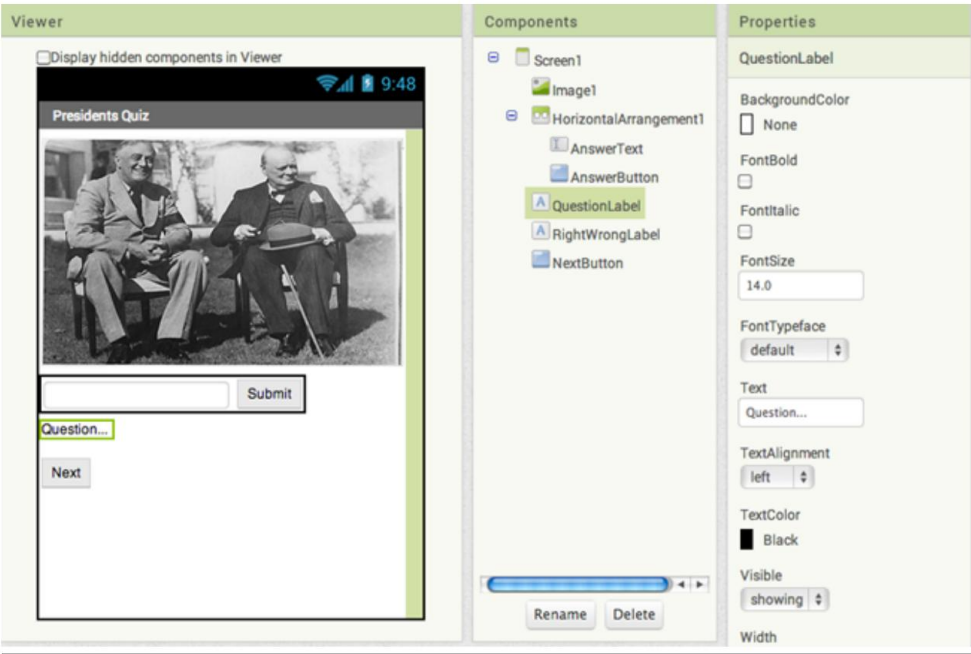 Viewer
Display hidden components in Viewer
9:48
Presidents Quiz
Submit
Question...
Next
Components
Screen1
Image1
HorizontalArrangement1
AnswerText
AnswerButton
A QuestionLabel
A RightWrongLabel
NextButton
Rename Delete
Properties
QuestionLabel
BackgroundColor
None
FontBold
FontItalic
FontSize
14.0
FontTypeface
default
Text
Question...
TextAlignment
left
TextColor
Black
Visible
showing
Width